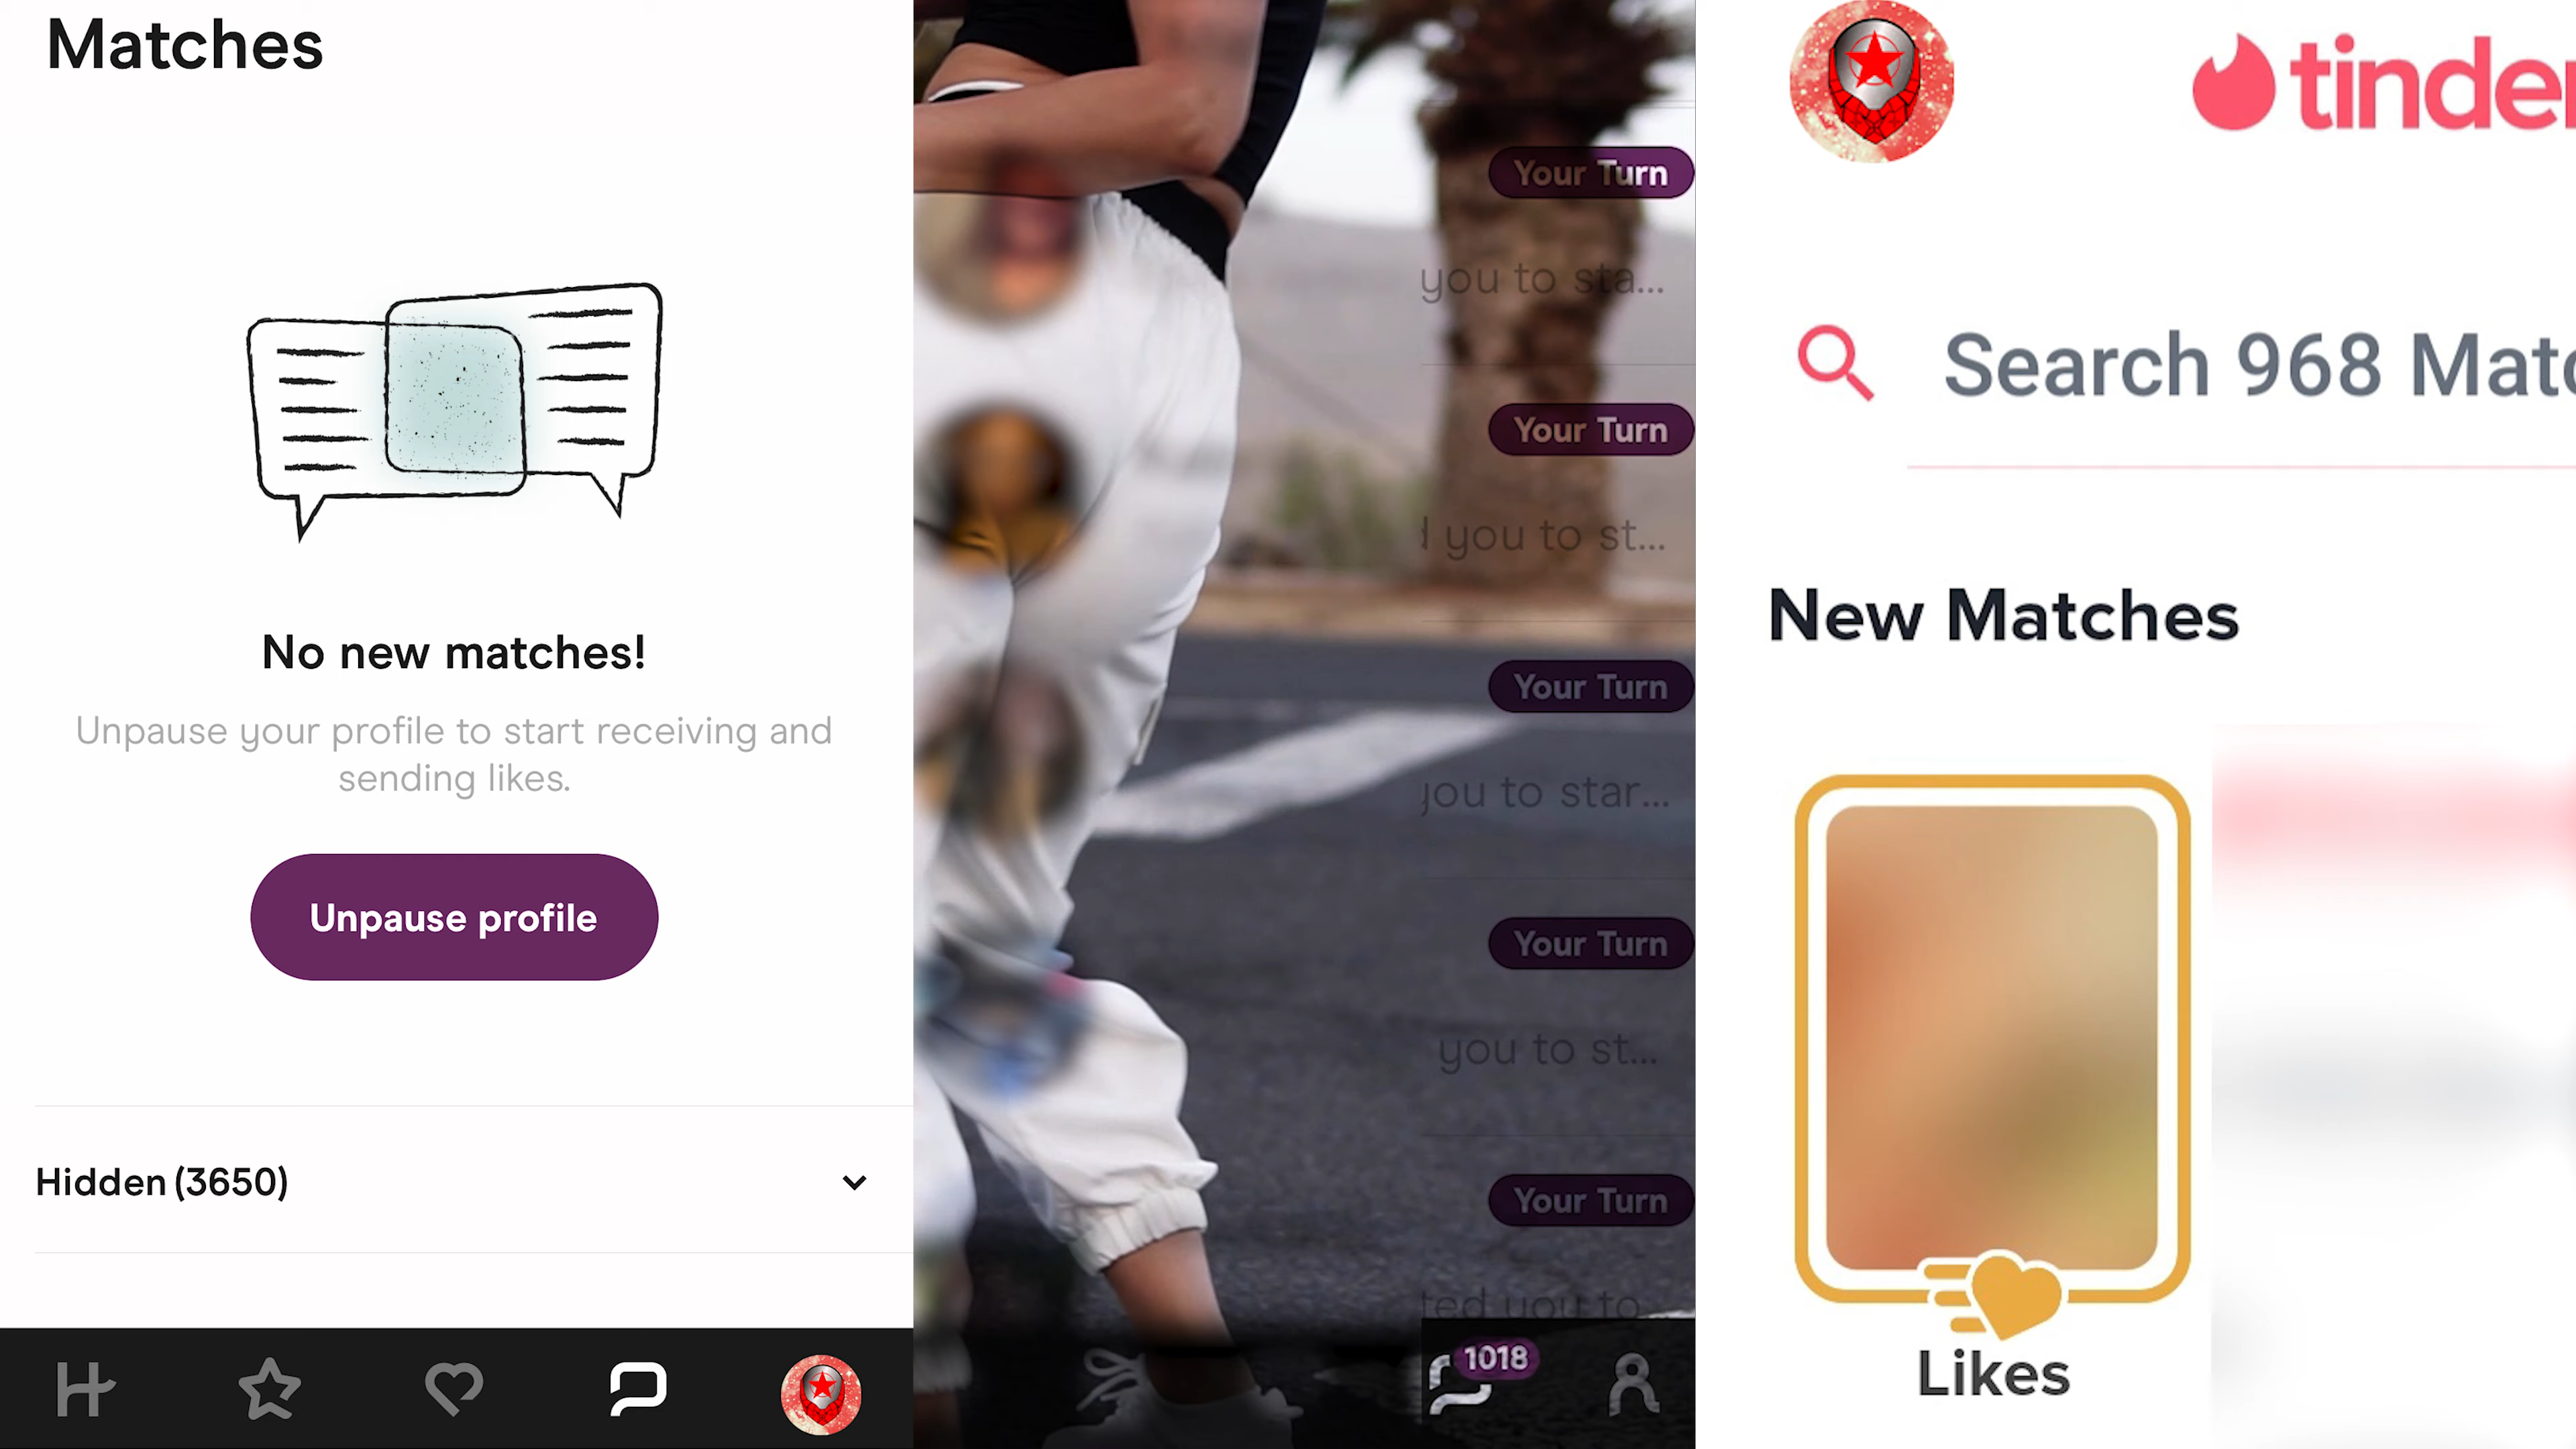 Matches
No new matches!
Unpause your profile to start receiving and
sending likes.
Unpause profile
Hidden (3650)
Your Turn
you to sta...
Your Turn
you to st...
Your Turn
you to star...
Your Turn
you to st...
Your Turn
you to
1018
tinder
Search 968
New Matches
Likes